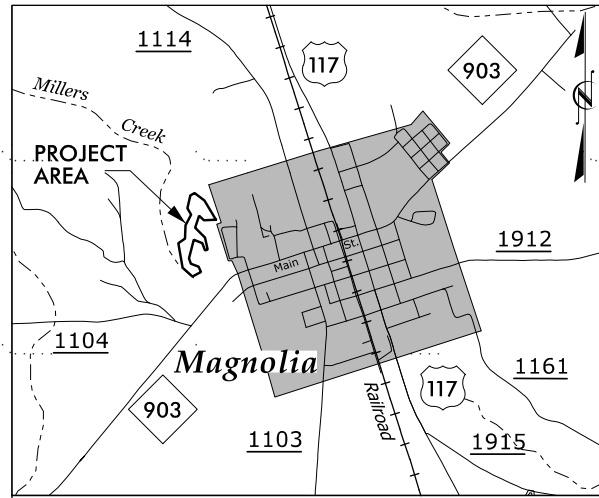 1114
117
903
Millers
Creek
PROJECT
AREA
N
1912
Main
St.
1104
Magnolia
1161
903
117
Railroad
1103
1915